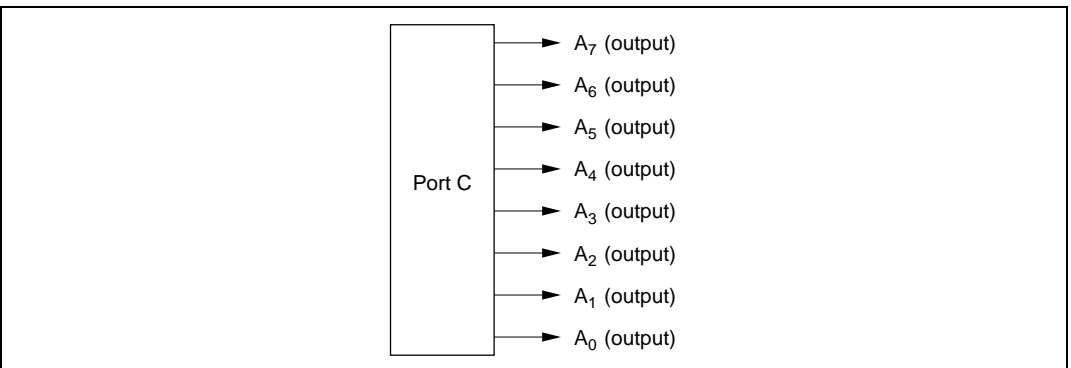 A7 (output)
A6 (output)
A5 (output)
A4 (output)
Port C
A3 (output)
A2 (output)
A1 (output)
A0 (output)